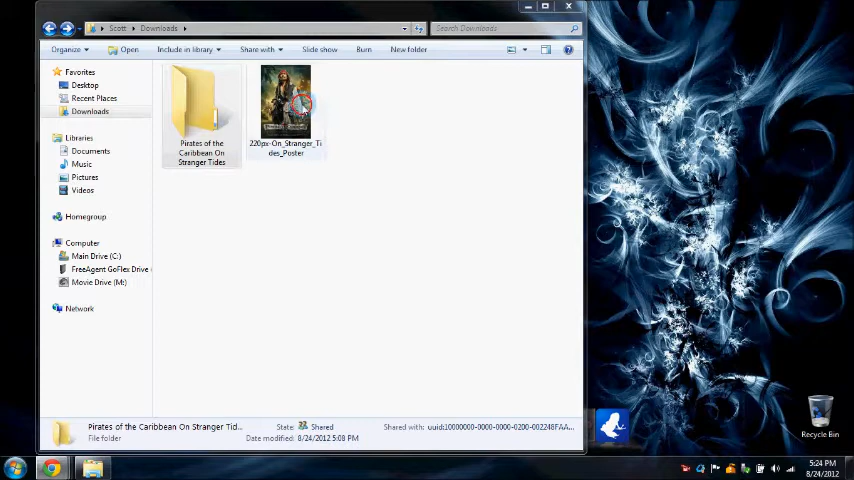 Scott
Downloads
Search Downloads
Organize
Open
Include in library
Share with
Slide show
Burn
New folder
Favorites
Desktop
Recent Places
Downloads
Libraries
Documents
Music
Pictures
Videos
Homegroup
Computer
Main Drive (C:)
FreeAgent GoFlex Drive
Movie Drive (M:)
Network
Pirates of the
Caribbean On
Stranger Tides
220px-On_Stranger_Ti
des_Poster
Pirates of the Caribbean On Stranger Tid...
State: Shared
Shared with: uuid:10000000-0000-0000-0200-002248FAA...
File folder
Date modified: 8/24/2012 5:08 PM
Recycle Bin
5:24 PM
8/24/2012